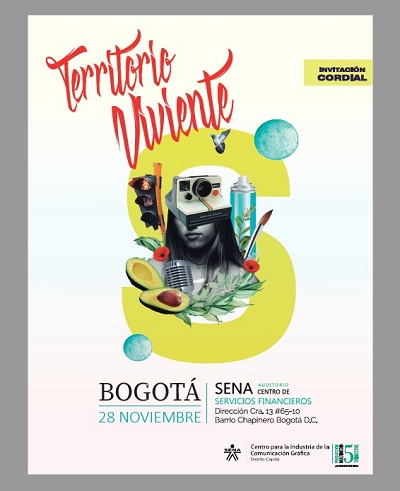 Territorio
Viviente
INVITACIÓN
CORDIAL
S
BOGOTÁ
28 NOVIEMBRE
SENA
AUDITORIO
CENTRO DE
SERVICIOS FINANCIEROS
Dirección Cra. 13 #65-10
Barrio Chapinero Bogotá D.C.
SENA
Centro para la Industria de la
Comunicación Gráfica
Distrito Capital